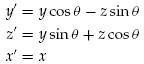 y′ = y cos θ − z sin θ
z′ = y sin θ + z cos θ
x′ = x